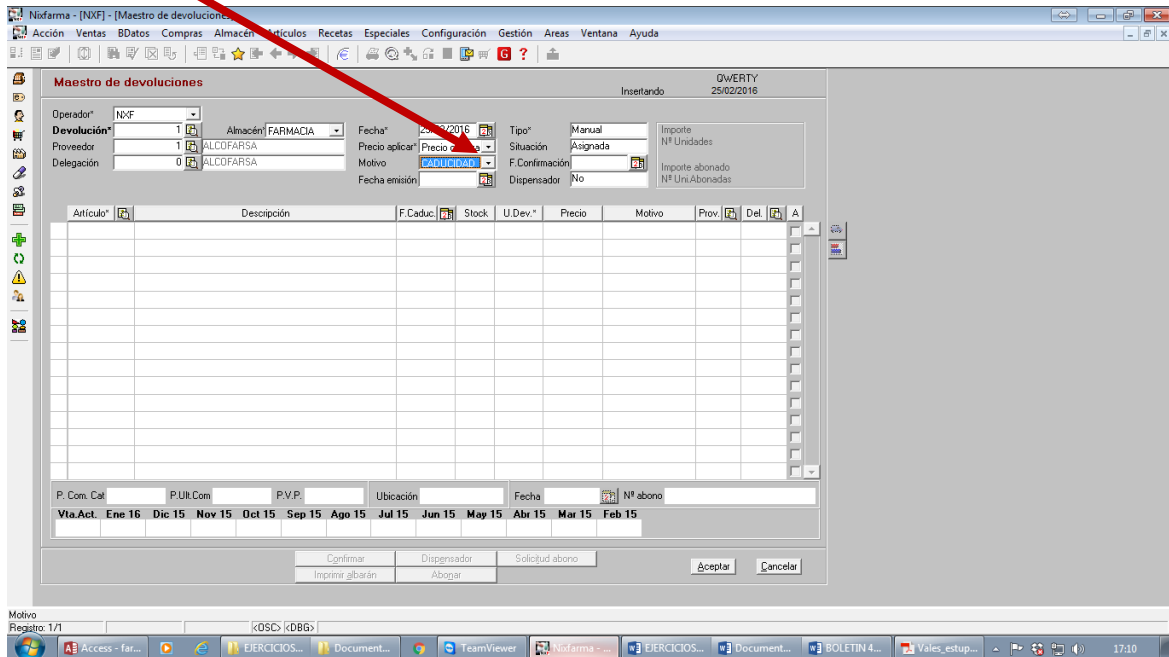 Nixfarma - [NXF] - [Maestro de devoluciones]
Acción Ventas BDatos Compras Almacén Artículos Recetas Especiales Configuración Gestión Areas Ventana Ayuda
Maestro de devoluciones
QWERTY
Insertando 25/02/2016
Operador* NXF
Devolución* 1 Almacén* FARMACIA Fecha* Tipo* Manual Importe
Nº Unidades
Proveedor 1 ALCOFARSA Precio aplicar* Precio Situación Asignada
Delegación 0 ALCOFARSA Motivo CADUCIDAD F.Confirmación Importe abonado
Fecha emisión Dispensador No Nº Uni.Abonadas
Artículo* Descripción F.Caduc. Stock U.Dev.* Precio Motivo Prov. Del. A
P. Com. Cat P.Ult.Com P.V.P. Ubicación Fecha Nº abono
Vta.Act. Ene 16 Dic 15 Nov 15 Oct 15 Sep 15 Ago 15 Jul 15 Jun 15 May 15 Abr 15 Mar 15 Feb 15
Confirmar Dispensador Solicitud abono
Imprimir albarán Abonar
Aceptar Cancelar
Motivo
Registro: 1/1 <OSC> <DBG>
Access - far... EJERCICIOS... Document... TeamViewer Nixfarma - ... EJERCICIOS... Document... BOLETIN 4... Vales_estup... 17:10